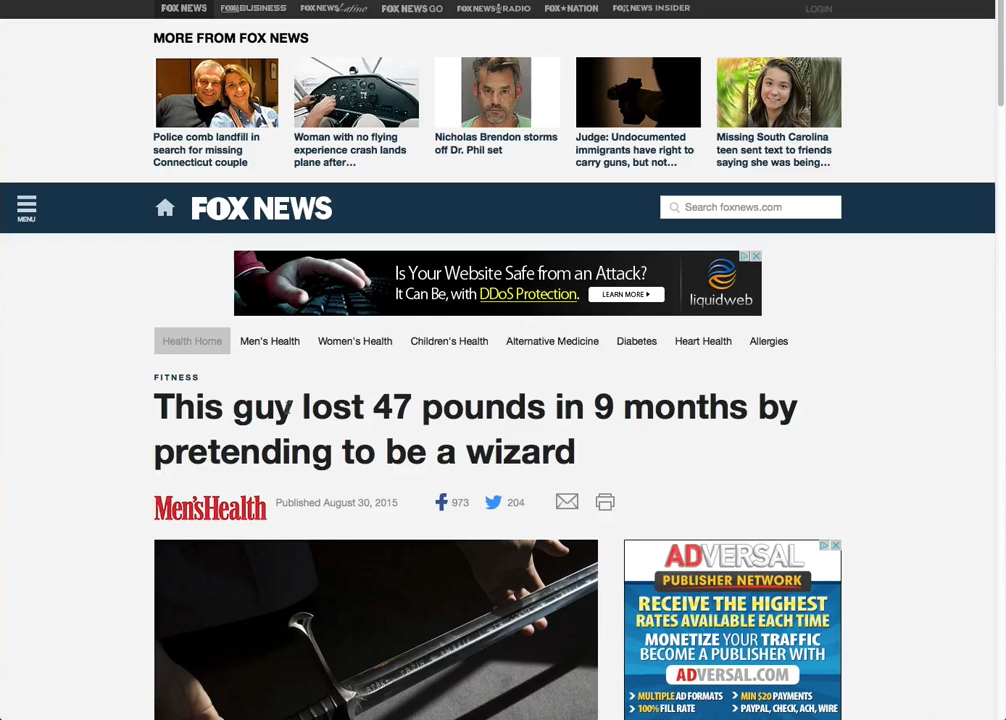 FOX NEWS FOX BUSINESS FOX NEWS Latino FOX NEWS GO FOX NEWS RADIO FOX NATION FOX NEWS INSIDER LOGIN
MORE FROM FOX NEWS
Police comb landfill in
search for missing
Connecticut couple
Woman with no flying
experience crash lands
plane after...
Nicholas Brendon storms
off Dr. Phil set
Judge: Undocumented
immigrants have right to
carry guns, but not...
Missing South Carolina
teen sent text to friends
saying she was being...
MENU
FOX NEWS
Search foxnews.com
Is Your Website Safe from an Attack?
It Can Be, with DDoS Protection.
LEARN MORE
liquidweb
Health Home Men's Health Women's Health Children's Health Alternative Medicine Diabetes Heart Health Allergies
FITNESS
This guy lost 47 pounds in 9 months by
pretending to be a wizard
Men'sHealth Published August 30, 2015 973 204
ADVERSAL
PUBLISHER NETWORK
RECEIVE THE HIGHEST
RATES AVAILABLE EACH TIME
MONETIZE YOUR TRAFFIC
BECOME A PUBLISHER WITH
ADVERSAL.COM
MULTIPLE AD FORMATS MIN $20 PAYMENTS
100% FILL RATE PAYPAL, CHECK, ACH, WIRE